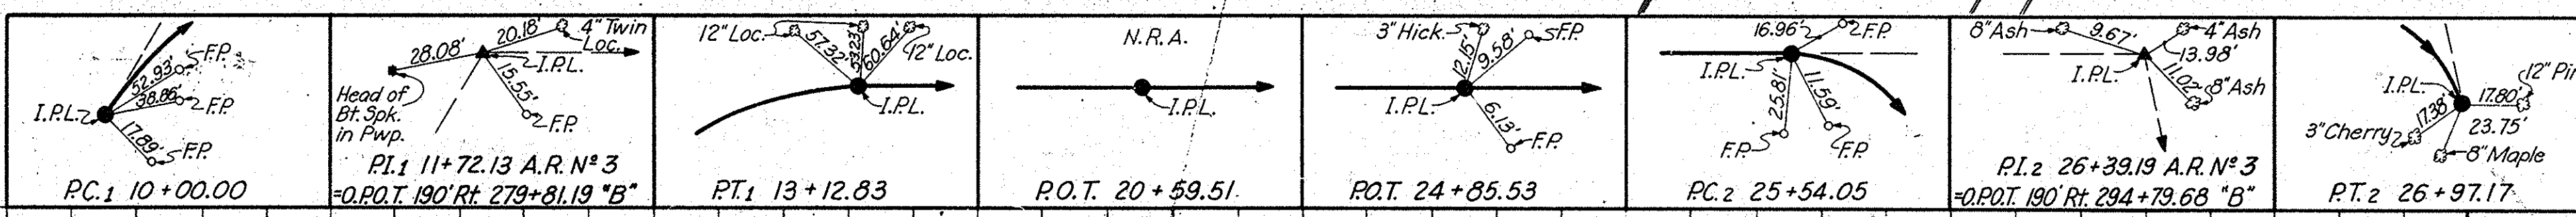 I.P.L.
52.93'
F.P.
38.86'
F.P.
17.89'
F.P.
P.C.1 10+00.00
28.08'
20.18'
4" Twin
Loc.
I.P.L.
15.55'
F.P.
Head of
Bt. Spk.
in Pwp.
P.I.1 11+72.13 A.R. Nº 3
=O.P.O.T. 190' Rt. 279+81.19 "B"
12" Loc.
57.32'
60.64'
12" Loc.
I.P.L.
P.T.1 13+12.83
N.R.A.
I.P.L.
P.O.T. 20+59.51
3" Hick.
12.15'
9.58'
F.P.
I.P.L.
6.13'
F.P.
P.O.T. 24+85.53
16.96'
F.P.
I.P.L.
25.81'
11.59'
F.P.
F.P.
P.C.2 25+54.05
8" Ash
9.67'
4" Ash
13.98'
I.P.L.
11.02'
8" Ash
P.I.2 26+39.19 A.R. Nº 3
=O.P.O.T. 190' Rt. 294+79.68 "B"
I.P.L.
17.80'
12" Pin
17.38'
3" Cherry
23.75'
8" Maple
P.T.2 26+97.17